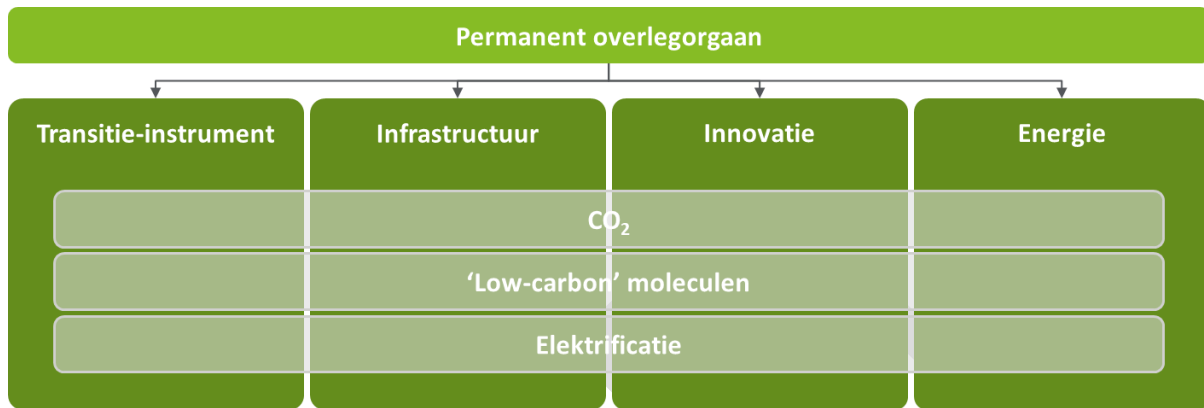 Permanent overlegorgaan
Transitie-instrument
Infrastructuur
Innovatie
Energie
CO₂
‘Low-carbon’ moleculen
Elektrificatie